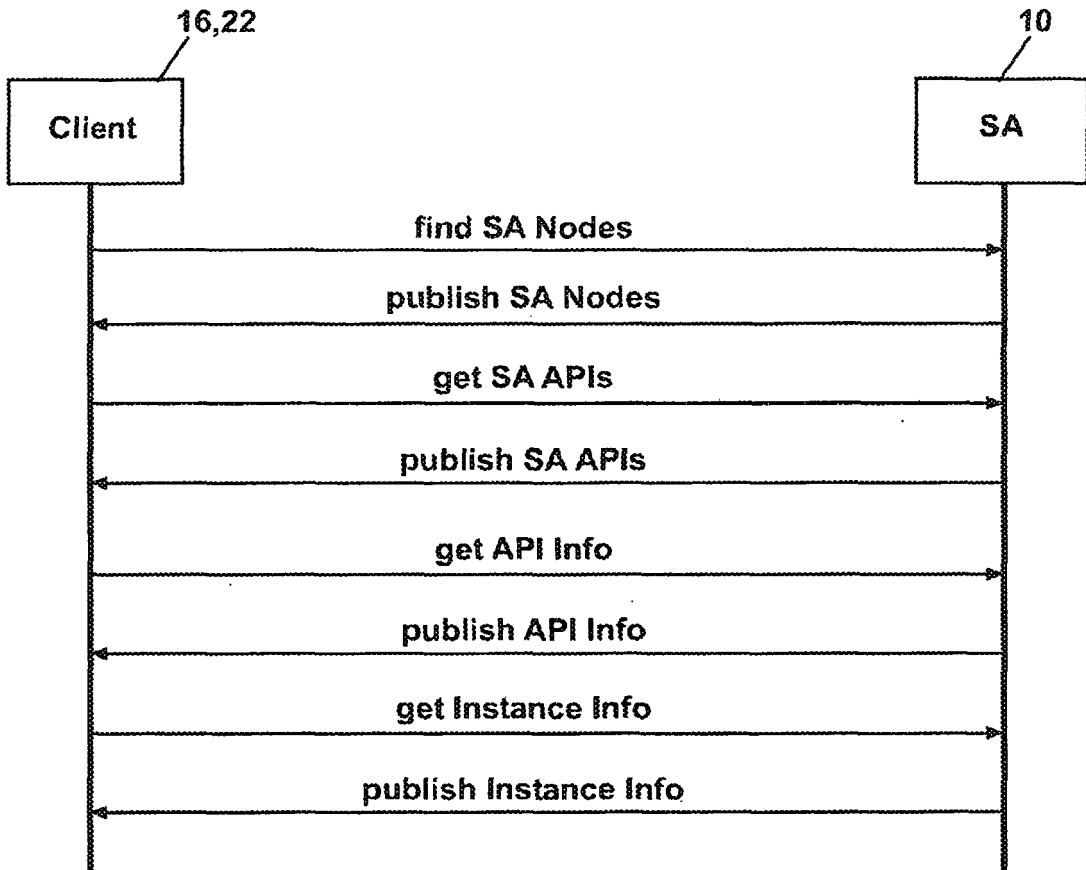 16,22
10
Client
SA
find SA Nodes
publish SA Nodes
get SA APIs
publish SA APIs
get API Info
publish API Info
get Instance Info
publish Instance Info